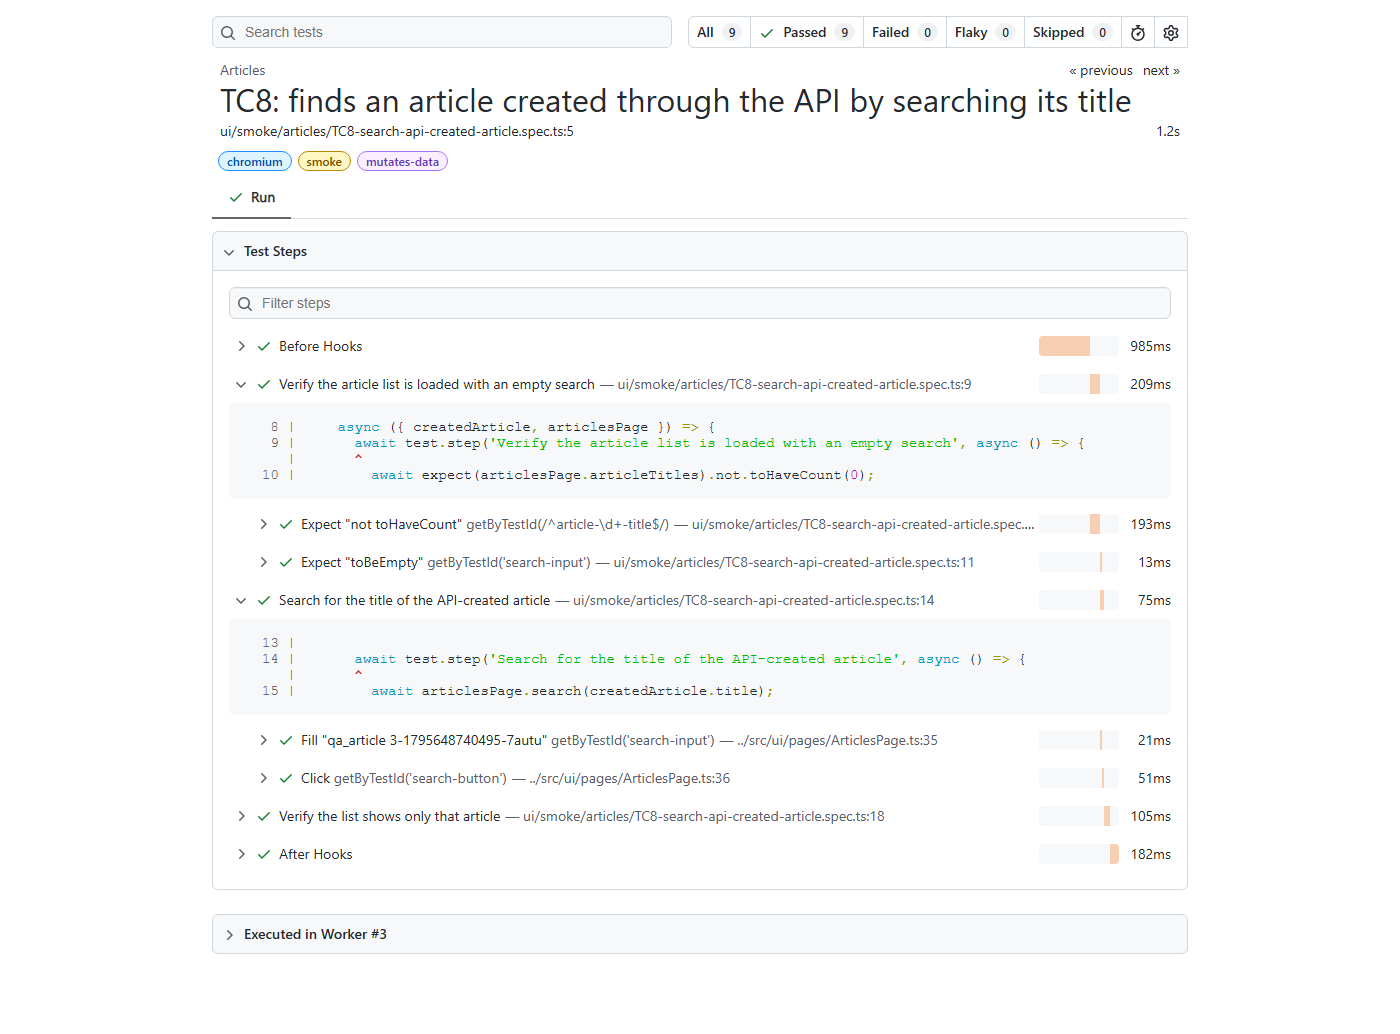 Search tests
All 9 Passed 9 Failed 0 Flaky 0 Skipped 0
Articles
« previous next »
TC8: finds an article created through the API by searching its title
ui/smoke/articles/TC8-search-api-created-article.spec.ts:5
1.2s
chromium smoke mutates-data
Run
Test Steps
Filter steps
Before Hooks 985ms
Verify the article list is loaded with an empty search — ui/smoke/articles/TC8-search-api-created-article.spec.ts:9 209ms
8 | async ({ createdArticle, articlesPage }) => {
9 | await test.step('Verify the article list is loaded with an empty search', async () => {
| ^
10 | await expect(articlesPage.articleTitles).not.toHaveCount(0);
Expect "not toHaveCount" getByTestId(/^article-\d+-title$/) — ui/smoke/articles/TC8-search-api-created-article.spec.... 193ms
Expect "toBeEmpty" getByTestId('search-input') — ui/smoke/articles/TC8-search-api-created-article.spec.ts:11 13ms
Search for the title of the API-created article — ui/smoke/articles/TC8-search-api-created-article.spec.ts:14 75ms
13 |
14 | await test.step('Search for the title of the API-created article', async () => {
| ^
15 | await articlesPage.search(createdArticle.title);
Fill "qa_article 3-1795648740495-7autu" getByTestId('search-input') — ../src/ui/pages/ArticlesPage.ts:35 21ms
Click getByTestId('search-button') — ../src/ui/pages/ArticlesPage.ts:36 51ms
Verify the list shows only that article — ui/smoke/articles/TC8-search-api-created-article.spec.ts:18 105ms
After Hooks 182ms
Executed in Worker #3